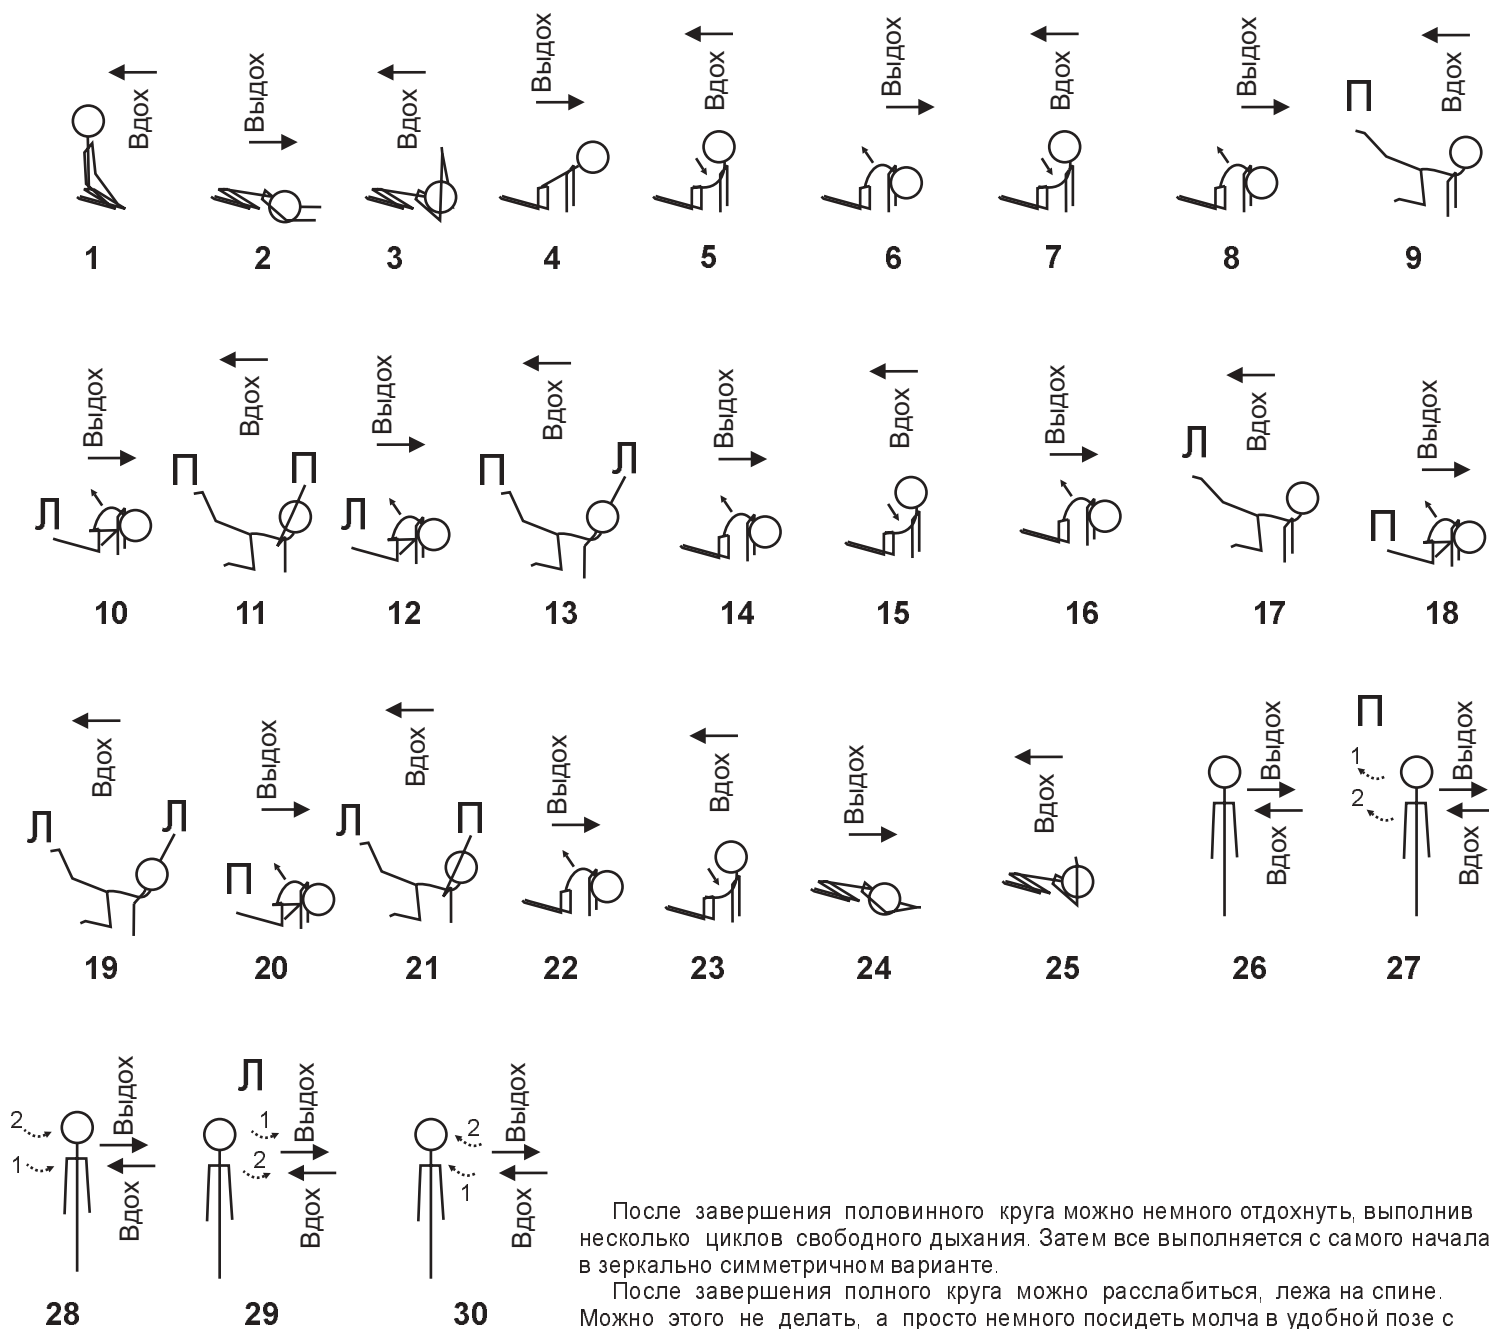 Вдох Выдох Вдох Выдох Вдох Выдох Вдох Выдох П Вдох
1 2 3 4 5 6 7 8 9
Л Выдох П Вдох П Л Выдох П Вдох Л Выдох Вдох Выдох Л Вдох П Выдох
10 11 12 13 14 15 16 17 18
Л Вдох Л П Выдох Л Вдох П Выдох Вдох Выдох Вдох Выдох Вдох П 1 2 Выдох Вдох
19 20 21 22 23 24 25 26 27
2 1 Выдох Вдох Л 1 2 Выдох Вдох 2 1 Выдох Вдох
28 29 30
После завершения половинного круга можно немного отдохнуть, выполнив
несколько циклов свободного дыхания. Затем все выполняется с самого начала
в зеркально симметричном варианте.
После завершения полного круга можно расслабиться, лежа на спине.
Можно этого не делать, а просто немного посидеть молча в удобной позе с